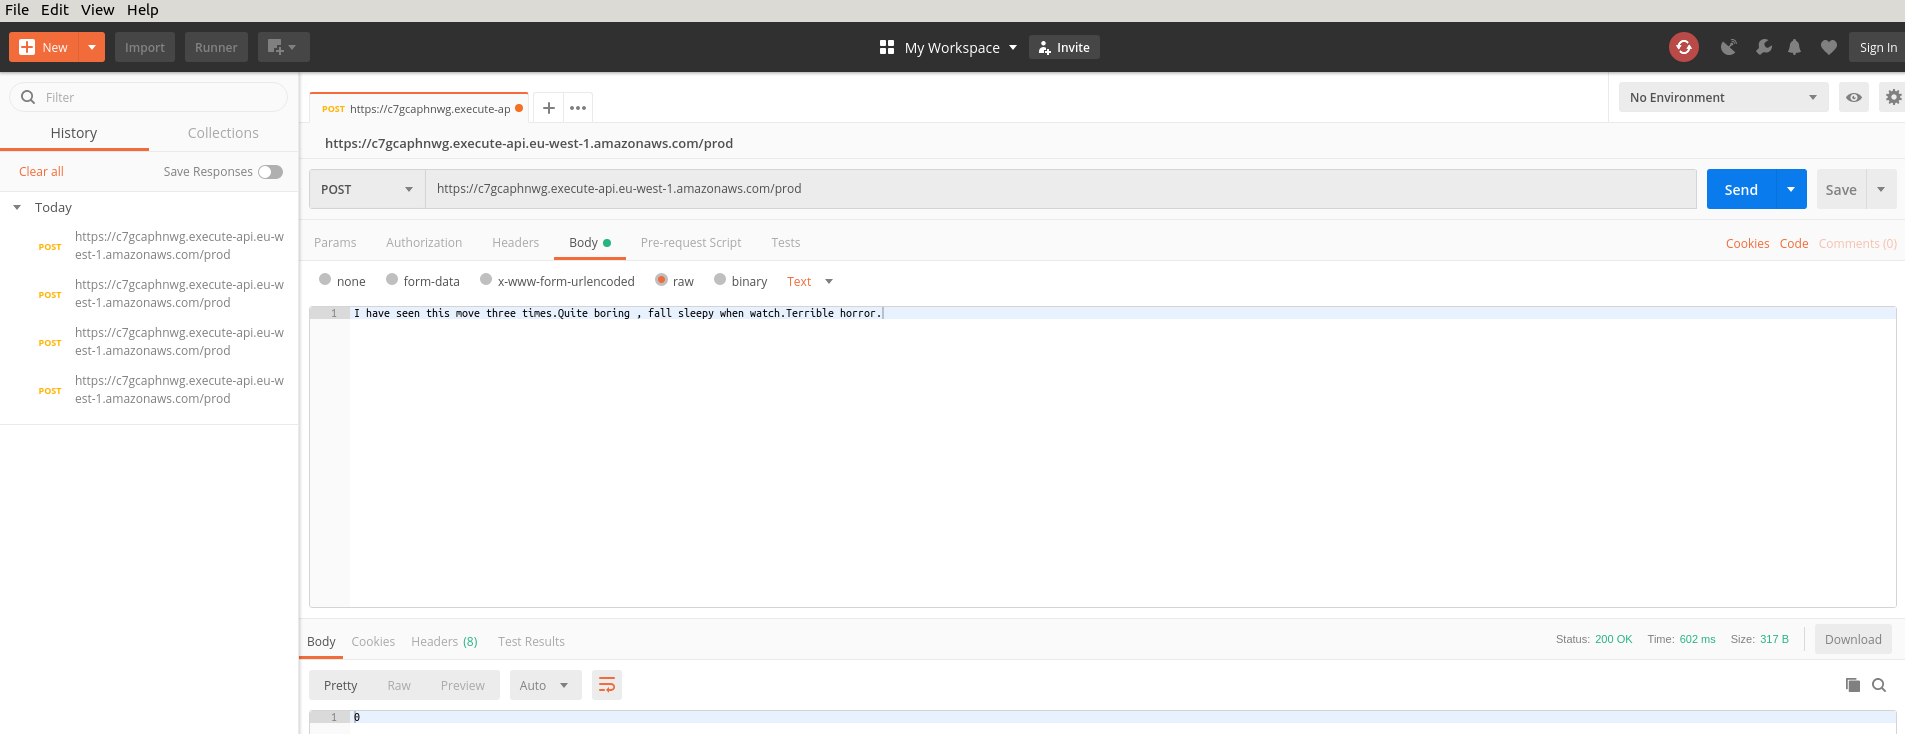 File Edit View Help
New Import Runner My Workspace Invite Sign In
Filter
History Collections
Clear all Save Responses
Today
POST https://c7gcaphnwg.execute-api.eu-w
est-1.amazonaws.com/prod
POST https://c7gcaphnwg.execute-api.eu-w
est-1.amazonaws.com/prod
POST https://c7gcaphnwg.execute-api.eu-w
est-1.amazonaws.com/prod
POST https://c7gcaphnwg.execute-api.eu-w
est-1.amazonaws.com/prod
POST https://c7gcaphnwg.execute-ap No Environment
https://c7gcaphnwg.execute-api.eu-west-1.amazonaws.com/prod
POST https://c7gcaphnwg.execute-api.eu-west-1.amazonaws.com/prod Send Save
Params Authorization Headers Body Pre-request Script Tests Cookies Code Comments (0)
none form-data x-www-form-urlencoded raw binary Text
1 I have seen this move three times.Quite boring , fall sleepy when watch.Terrible horror.
Body Cookies Headers (8) Test Results Status: 200 OK Time: 602 ms Size: 317 B Download
Pretty Raw Preview Auto
1 0